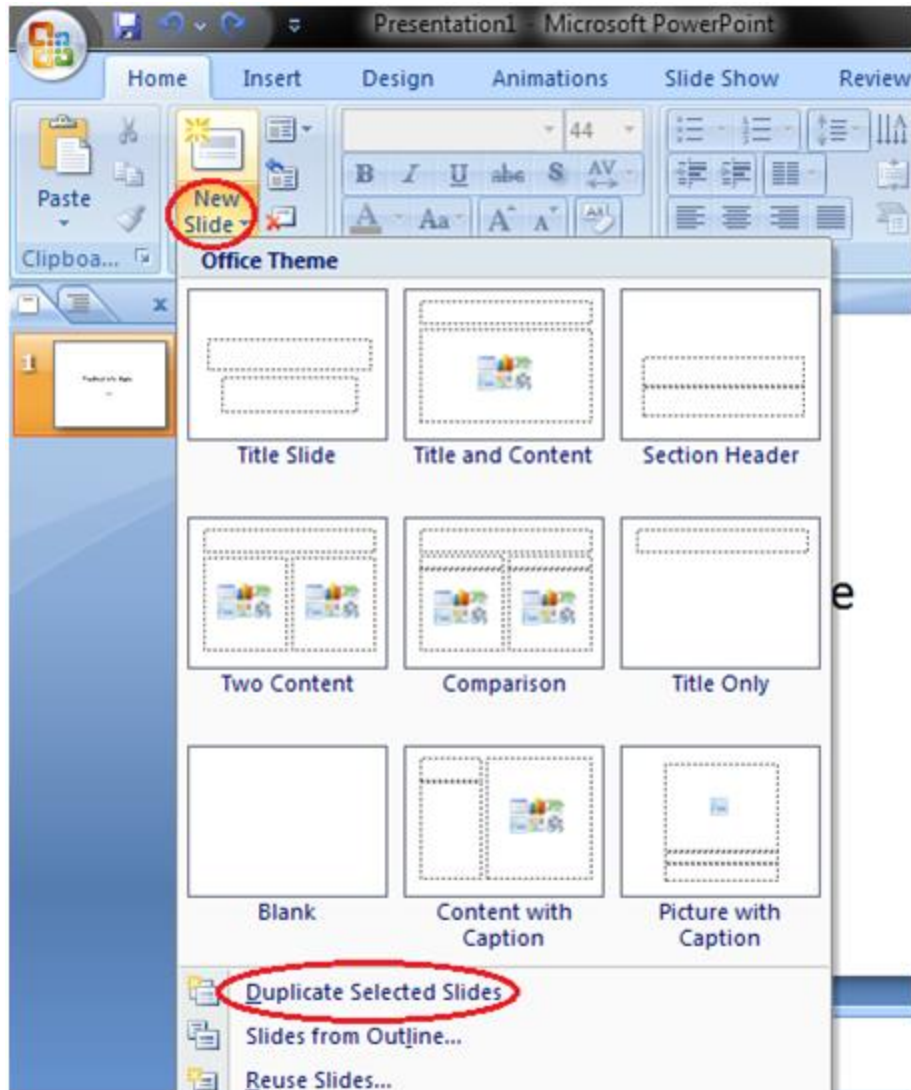 Presentation1 - Microsoft PowerPoint
Home Insert Design Animations Slide Show Review
44
B I U abc S AV
Paste
New
Slide
A Aa A A Aa
Clipboa...
Office Theme
1
Title Slide Title and Content Section Header
Two Content Comparison Title Only
e
Blank Content with Picture with
Caption Caption
Duplicate Selected Slides
Slides from Outline...
Reuse Slides...